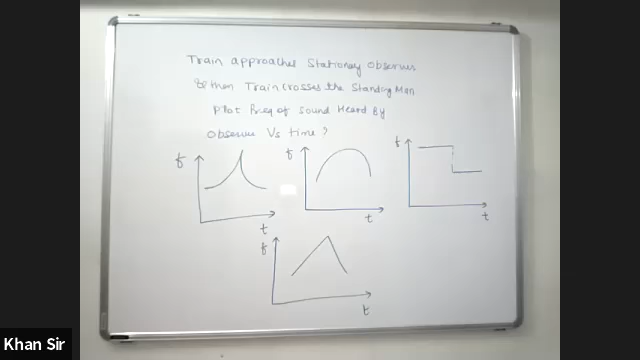 Train approaches Stationary Observer
& then Train crosses the Standing Man
Plot Freq of Sound Heard By
Observer Vs time ?
f
t
f
t
f
t
f
t
Khan Sir